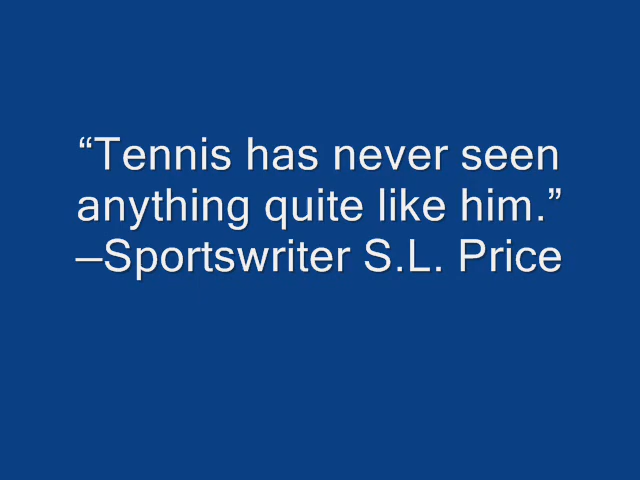 “Tennis has never seen
anything quite like him.”
—Sportswriter S.L. Price